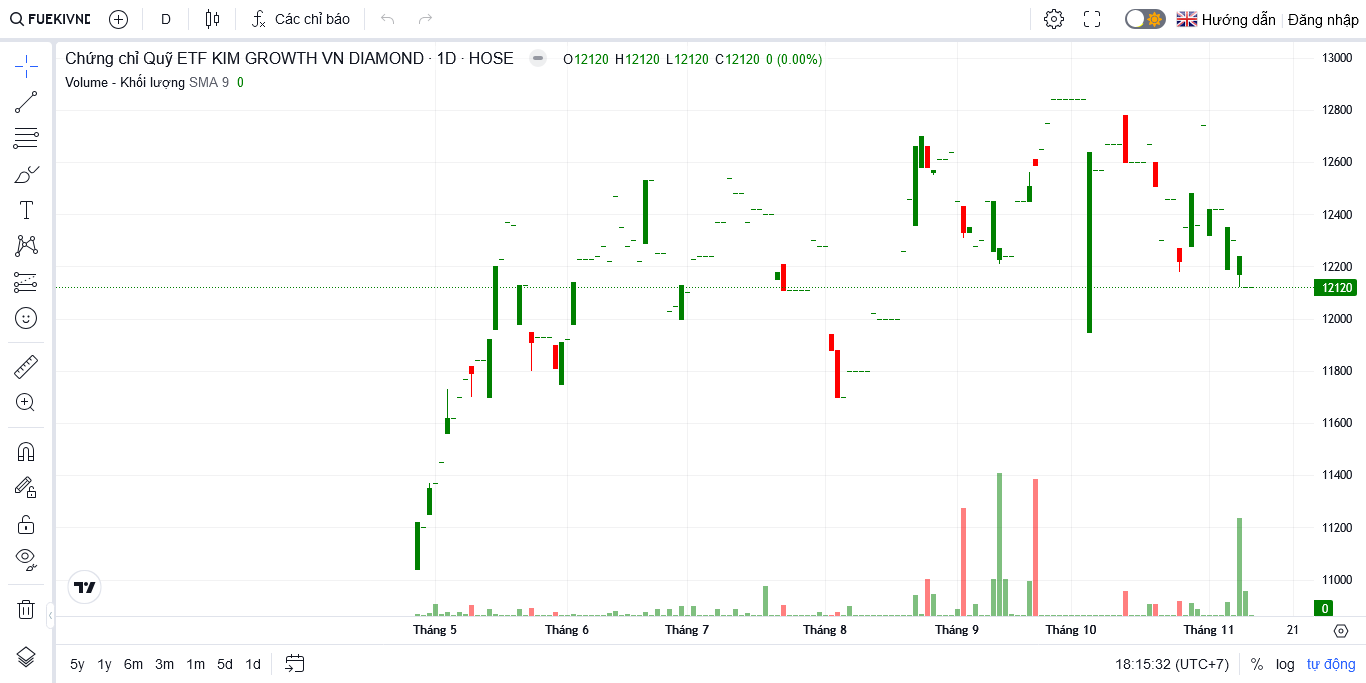 FUEKIVNE D Các chỉ báo Hướng dẫn Đăng nhập
Chứng chỉ Quỹ ETF KIM GROWTH VN DIAMOND · 1D · HOSE O12120 H12120 L12120 C12120 0 (0.00%)
Volume - Khối lượng SMA 9 0
13000
12800
12600
12400
12200
12120
12000
11800
11600
11400
11200
11000
0
Tháng 5 Tháng 6 Tháng 7 Tháng 8 Tháng 9 Tháng 10 Tháng 11 21
5y 1y 6m 3m 1m 5d 1d 18:15:32 (UTC+7) % log tự động